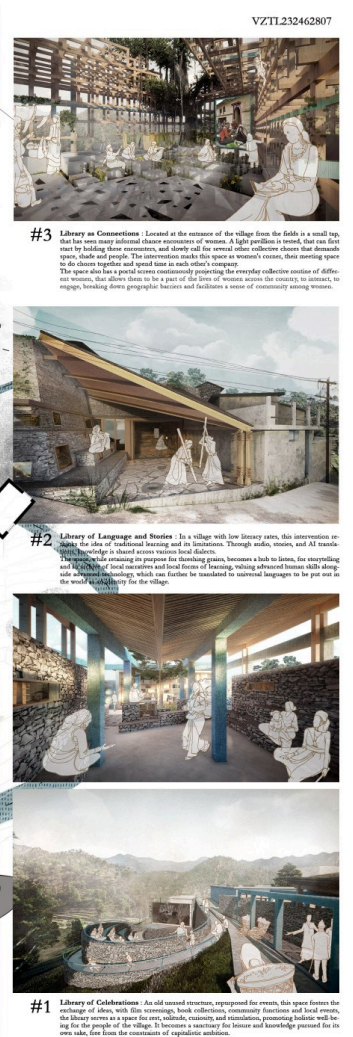 VZTL232462807
#3 Library as Connections : Located at the entrance of the village from the fields is a small tap,
that has seen many informal chance encounters of women. A light pavillion is tested, that can first
start by holding these encounters, and slowly call for several other collective chores that demands
space, shade and people. The intervention marks this space as women's corner, their meeting space
to do chores together and spend time in each other's company.
The space also has a portal screen continuously projecting the everyday collective routine of differ-
ent women, that allows them to be a part of the lives of women across the country, to interact, to
engage, breaking down geographic barriers and facilitates a sense of community among women.
#2 Library of Language and Stories : In a village with low literacy rates, this intervention re-
thinks the idea of traditional learning and its limitations. Through audio, stories, and AI transla-
tions, knowledge is shared across various local dialects.
The space, while retaining its purpose for threshing grains, becomes a hub to listen, for storytelling
and of local narratives and local forms of learning, valuing advanced human skills along-
side advanced technology, which can further be translated to universal languages to be put out in
the world as identity for the village.
#1 Library of Celebrations : An old unused structure, repurposed for events, this space fosters the
exchange of ideas, with film screenings, book collections, community functions and local events,
the library serves as a space for rest, solitude, curiosity, and stimulation, promoting holistic well-be-
ing for the people of the village. It becomes a sanctuary for leisure and knowledge pursued for its
own sake, free from the constraints of capitalistic ambition.